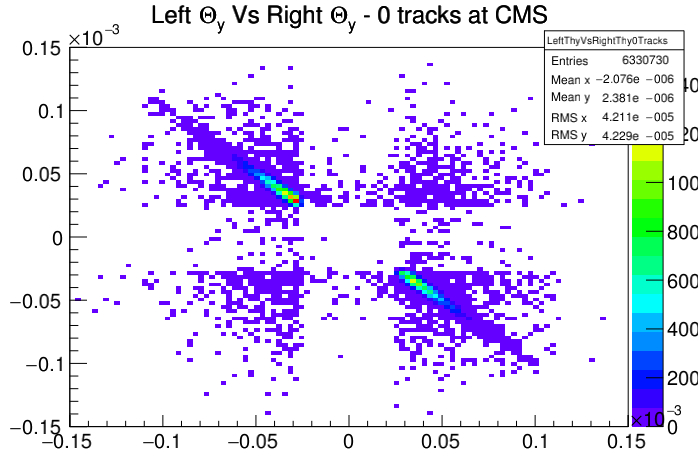 Left Θy Vs Right Θy - 0 tracks at CMS
×10−3
LeftThyVsRightThy0Tracks
Entries 6330730
Mean x −2.076e −006
Mean y 2.381e −006
RMS x 4.211e −005
RMS y 4.229e −005
0.15
0.1
0.05
0
−0.05
−0.1
−0.15
−0.15 −0.1 −0.05 0 0.05 0.1 0.15
×10−3
40
20
1000
800
600
400
200
0